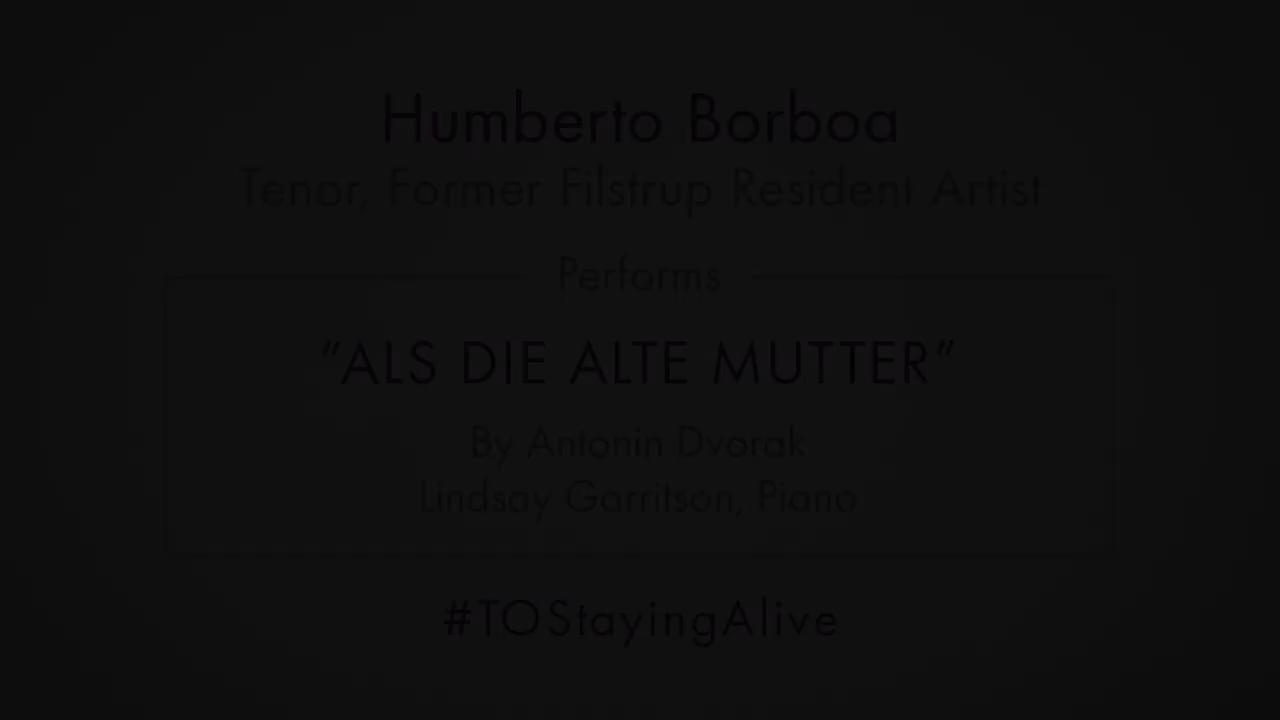 Humberto Borboa
Tenor, Former Filstrup Resident Artist
Performs
"ALS DIE ALTE MUTTER"
By Antonin Dvorak
Lindsay Garritson, Piano
#TOStayingAlive